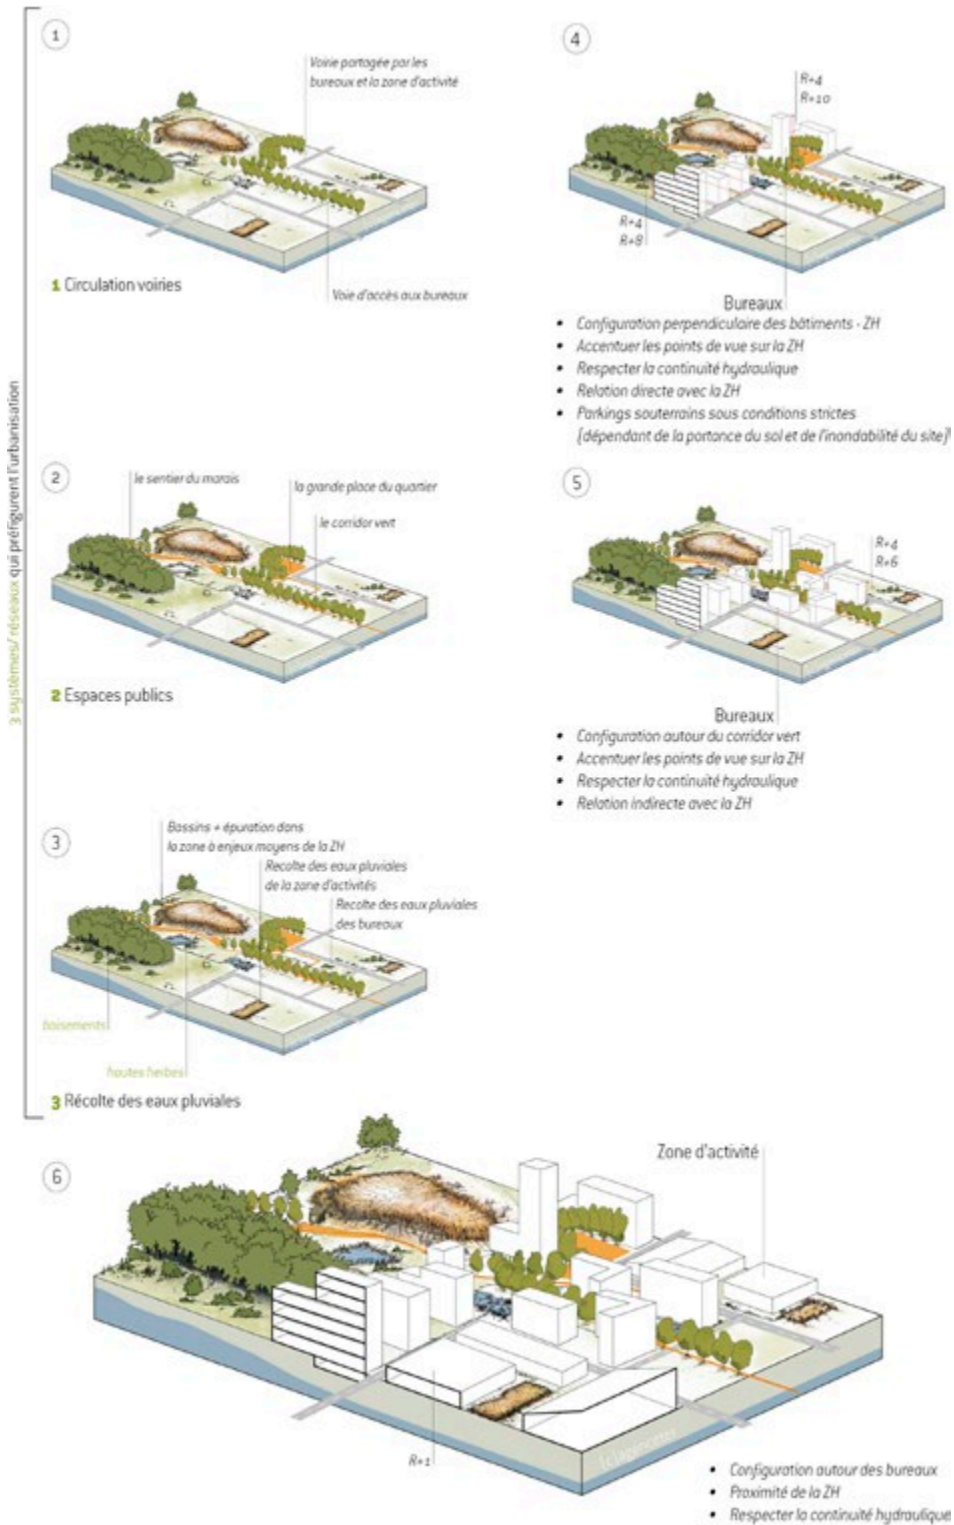 3 systèmes/réseaux qui préfigurent l'urbanisation
1
Voirie partagée par les
bureaux et la zone d'activité
1 Circulation voiries
Voie d'accès aux bureaux
2
le sentier du marais
la grande place du quartier
le corridor vert
2 Espaces publics
3
Bassins + épuration dans
la zone à enjeux moyens de la ZH
Recolte des eaux pluviales
de la zone d'activités
Recolte des eaux pluviales
des bureaux
boisements
hautes herbes
3 Récolte des eaux pluviales
4
R+4
R+10
R+4
R+8
Bureaux
• Configuration perpendiculaire des bâtiments - ZH
• Accentuer les points de vue sur la ZH
• Respecter la continuité hydraulique
• Relation directe avec la ZH
• Parkings souterrains sous conditions strictes
(dépendant de la portance du sol et de l'inondabilité du site)
5
R+4
R+6
Bureaux
• Configuration autour du corridor vert
• Accentuer les points de vue sur la ZH
• Respecter la continuité hydraulique
• Relation indirecte avec la ZH
6
Zone d'activité
R+1
• Configuration autour des bureaux
• Proximité de la ZH
• Respecter la continuité hydraulique